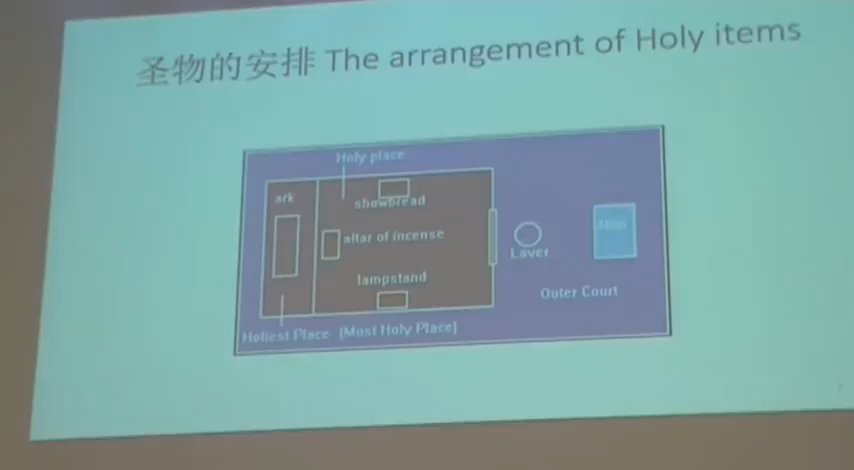 圣物的安排 The arrangement of Holy items
Holy place
ark
showbread
altar of incense
lampstand
Laver
Altar
Outer Court
Holiest Place (Most Holy Place)